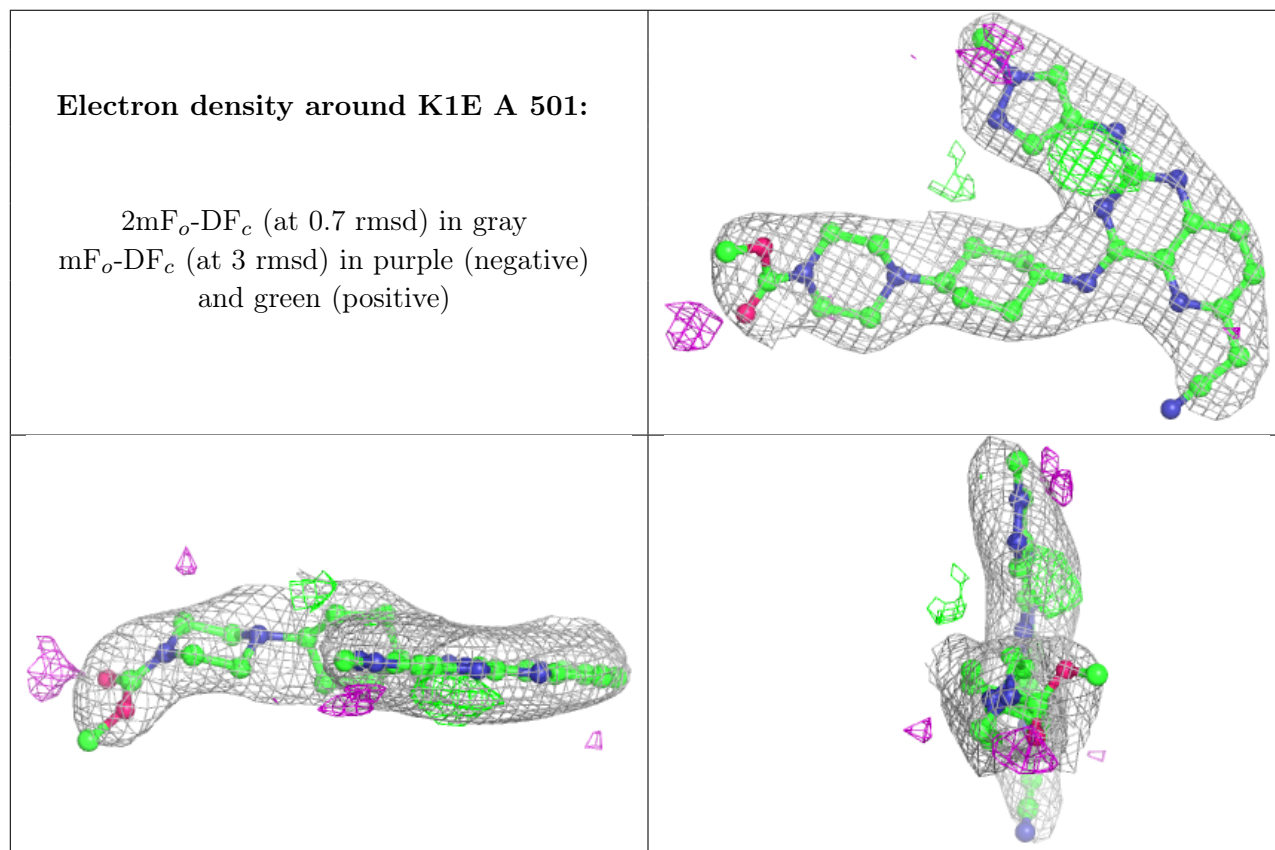 Electron density around K1E A 501:
2mFo-DFc (at 0.7 rmsd) in gray
mFo-DFc (at 3 rmsd) in purple (negative)
and green (positive)